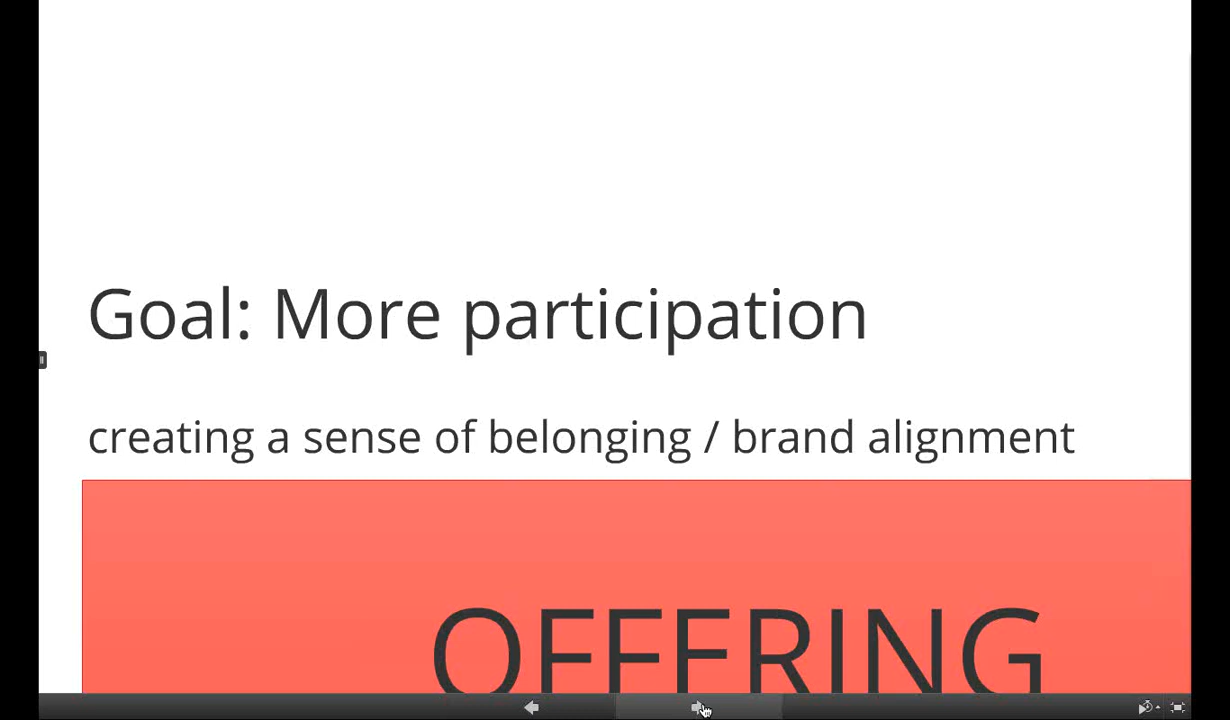 Goal: More participation
creating a sense of belonging / brand alignment
OFFERING